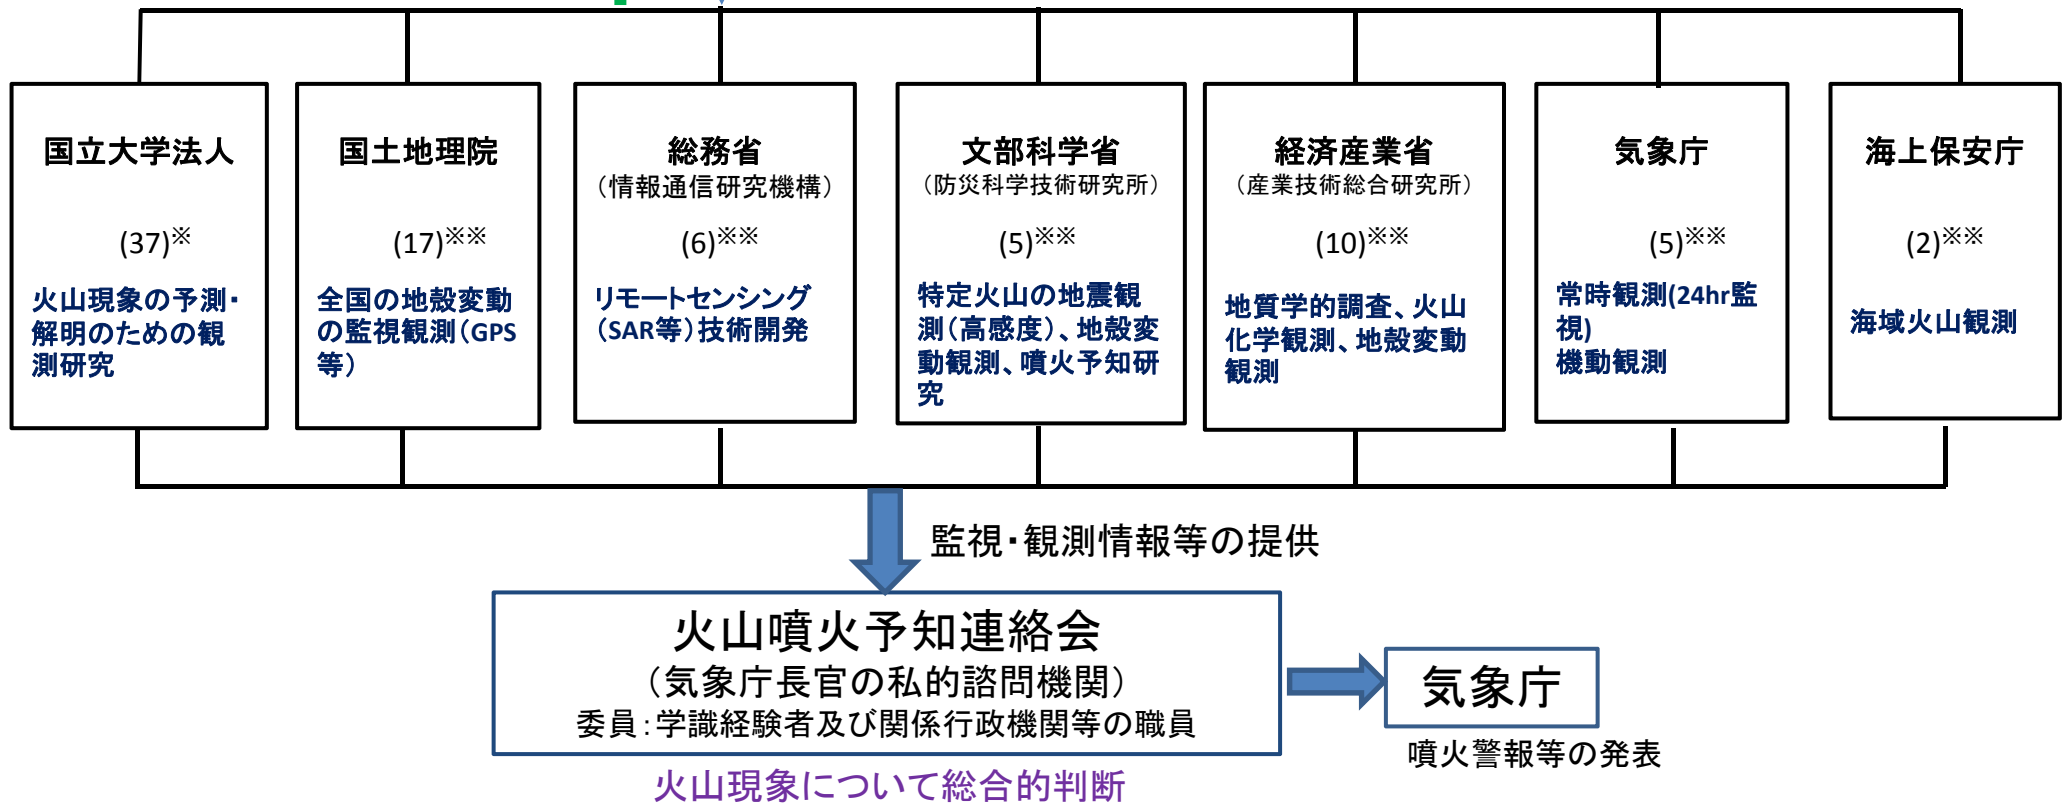 国立大学法人
(37)※
火山現象の予測・
解明のための観
測研究
国土地理院
(17)※※
全国の地殻変動
の監視観測（GPS
等）
総務省
（情報通信研究機構）
(6)※※
リモートセンシング
（SAR等）技術開発
文部科学省
（防災科学技術研究所）
(5)※※
特定火山の地震観
測（高感度）、地殻変
動観測、噴火予知研
究
経済産業省
（産業技術総合研究所）
(10)※※
地質学的調査、火山
化学観測、地殻変動
観測
気象庁
(5)※※
常時観測(24hr監
視)
機動観測
海上保安庁
(2)※※
海域火山観測
監視・観測情報等の提供
火山噴火予知連絡会
（気象庁長官の私的諮問機関）
委員：学識経験者及び関係行政機関等の職員
火山現象について総合的判断
気象庁
噴火警報等の発表